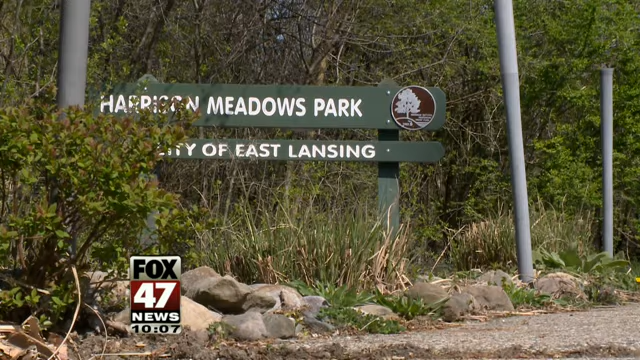 HARRISON MEADOWS PARK
CITY OF EAST LANSING
FOX
47
NEWS
10:07